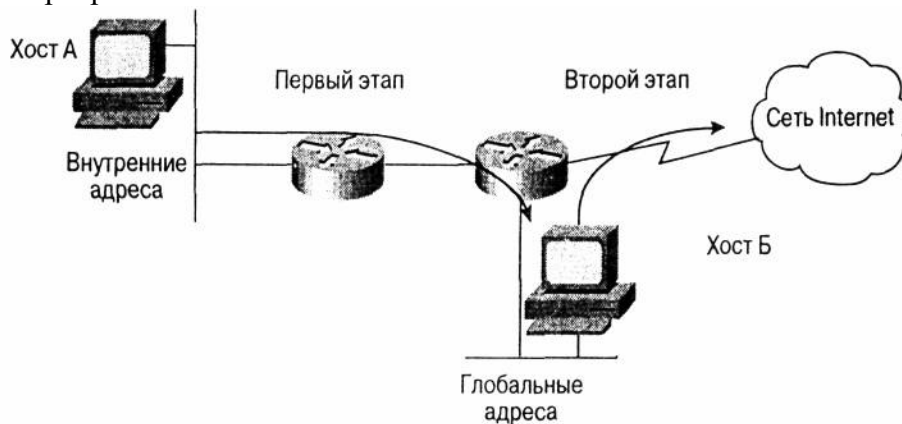 Хост А
Первый этап
Второй этап
Сеть Internet
Внутренние
адреса
Хост Б
Глобальные
адреса